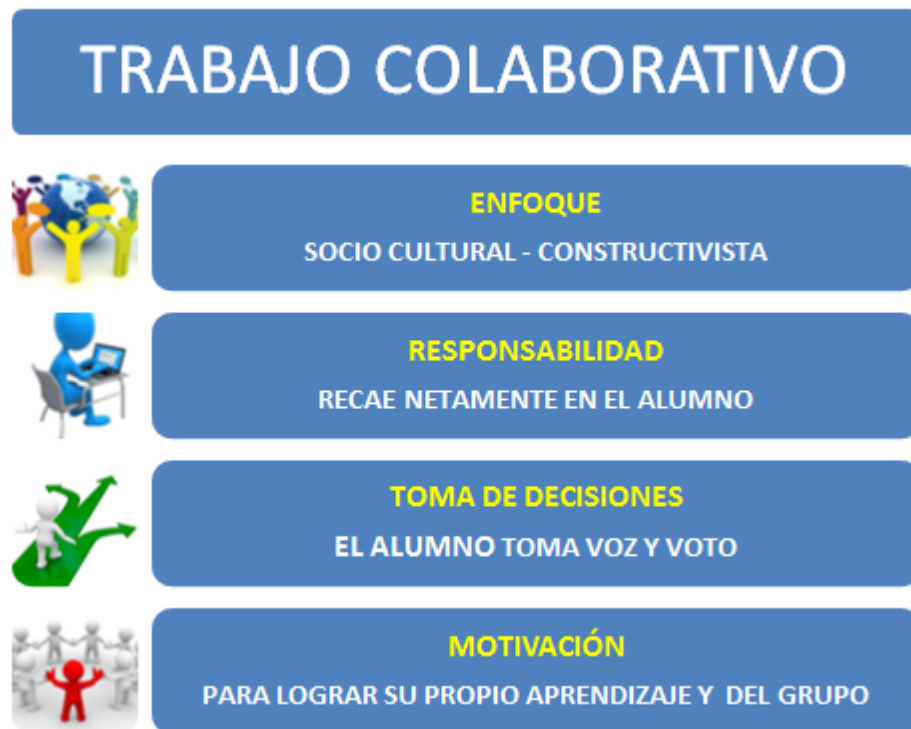 TRABAJO COLABORATIVO
ENFOQUE
SOCIO CULTURAL - CONSTRUCTIVISTA
RESPONSABILIDAD
RECAE NETAMENTE EN EL ALUMNO
TOMA DE DECISIONES
EL ALUMNO TOMA VOZ Y VOTO
MOTIVACIÓN
PARA LOGRAR SU PROPIO APRENDIZAJE Y DEL GRUPO